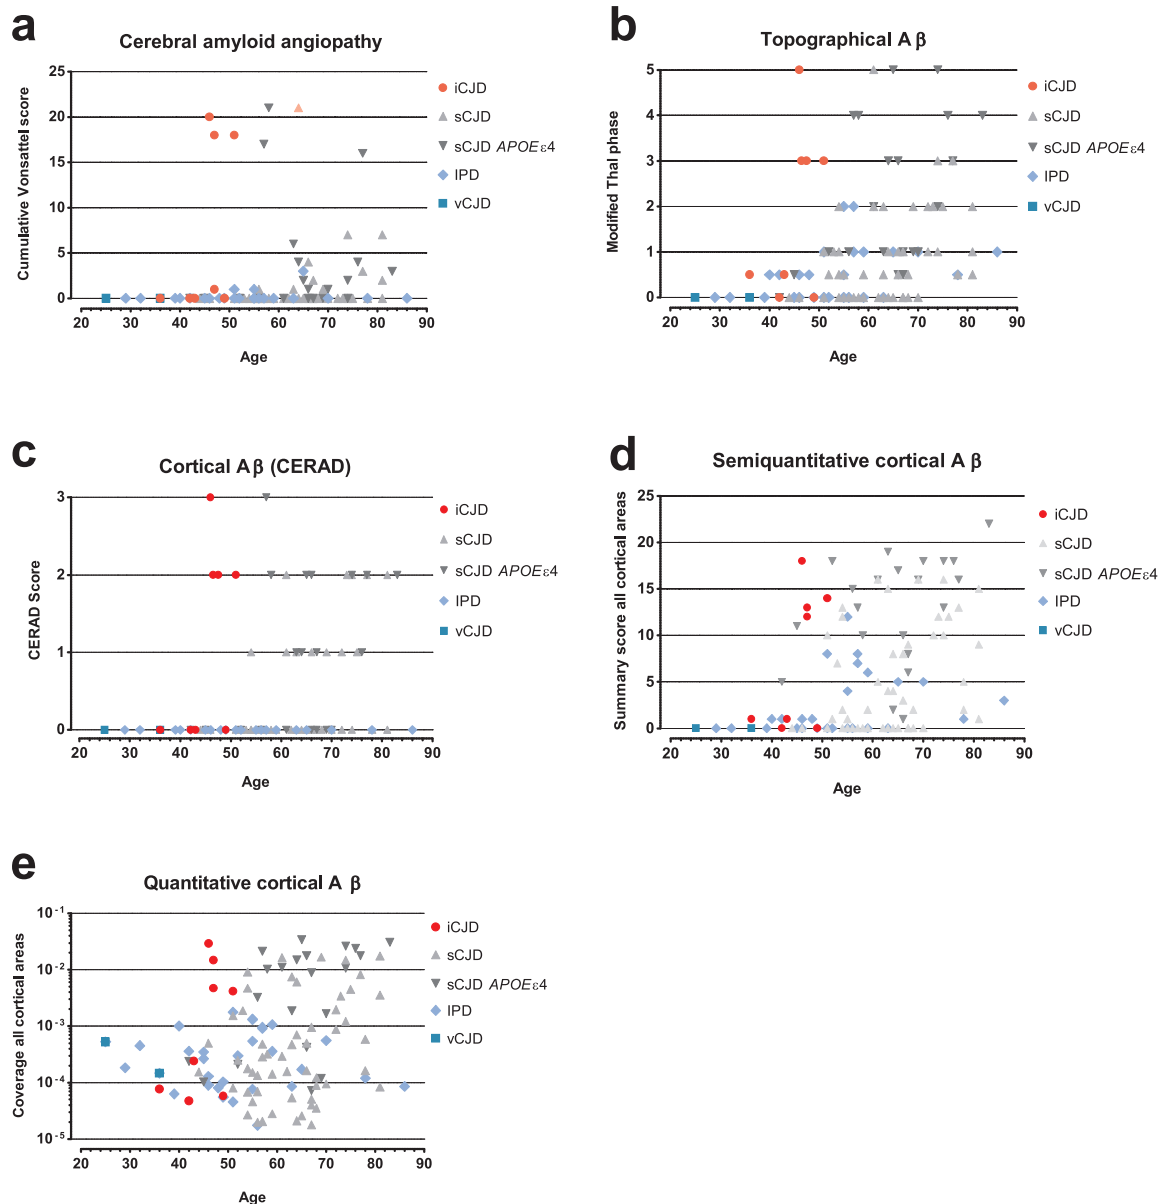 a
Cerebral amyloid angiopathy
Cumulative Vonsattel score
25
20
15
10
5
0
20 30 40 50 60 70 80 90
Age
iCJD
sCJD
sCJD APOEε4
IPD
vCJD
b
Topographical A β
Modified Thal phase
5
4
3
2
1
0
20 30 40 50 60 70 80 90
Age
iCJD
sCJD
sCJD APOEε4
IPD
vCJD
c
Cortical A β (CERAD)
CERAD Score
3
2
1
0
20 30 40 50 60 70 80 90
Age
iCJD
sCJD
sCJD APOEε4
IPD
vCJD
d
Semiquantitative cortical A β
Summary score all cortical areas
25
20
15
10
5
0
20 30 40 50 60 70 80 90
Age
iCJD
sCJD
sCJD APOEε4
IPD
vCJD
e
Quantitative cortical A β
Coverage all cortical areas
10-1
10-2
10-3
10-4
10-5
20 30 40 50 60 70 80 90
Age
iCJD
sCJD
sCJD APOEε4
IPD
vCJD